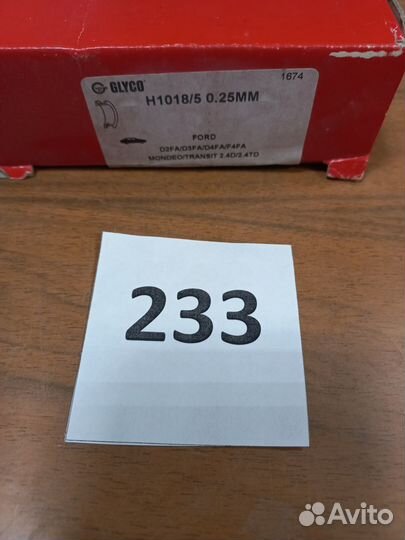 1674
GLYCO
H1018/5 0.25MM
FORD
D2FA/D3FA/D4FA/F4FA
MONDEO/TRANSIT 2.4D/2.4TD
233
Avito